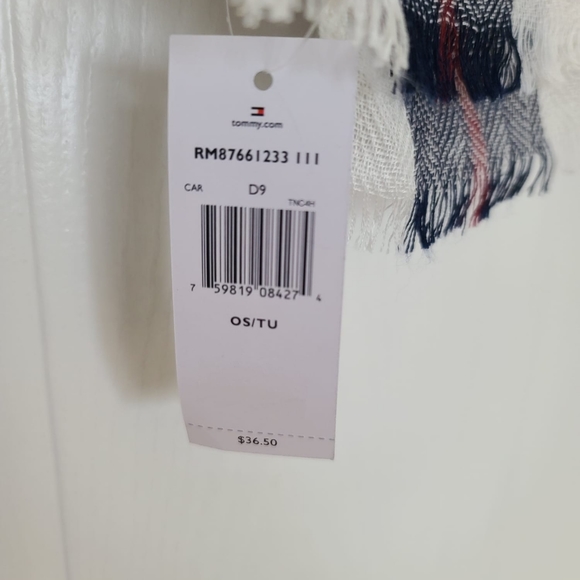 tommy.com
RM87661233 111
CAR D9 TNC4H
7 59819 08427 4
OS/TU
$36.50